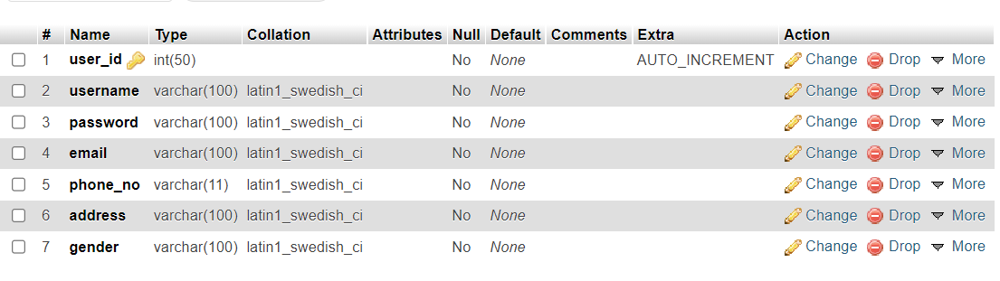 # Name Type Collation Attributes Null Default Comments Extra Action
1 user_id int(50) No None AUTO_INCREMENT Change Drop More
2 username varchar(100) latin1_swedish_ci No None Change Drop More
3 password varchar(100) latin1_swedish_ci No None Change Drop More
4 email varchar(100) latin1_swedish_ci No None Change Drop More
5 phone_no varchar(11) latin1_swedish_ci No None Change Drop More
6 address varchar(100) latin1_swedish_ci No None Change Drop More
7 gender varchar(100) latin1_swedish_ci No None Change Drop More